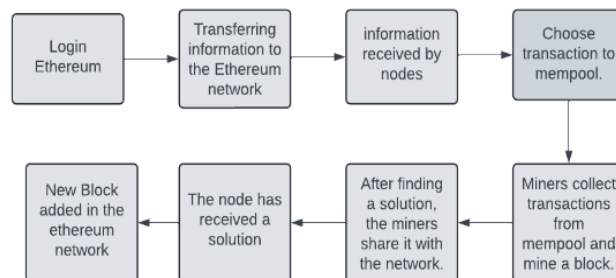 Login
Ethereum
Transferring
information to
the Ethereum
network
information
received by
nodes
Choose
transaction to
mempool.
Miners collect
transactions
from
mempool and
mine a block.
After finding
a solution,
the miners
share it with
the network.
The node has
received a
solution
New Block
added in the
ethereum
network